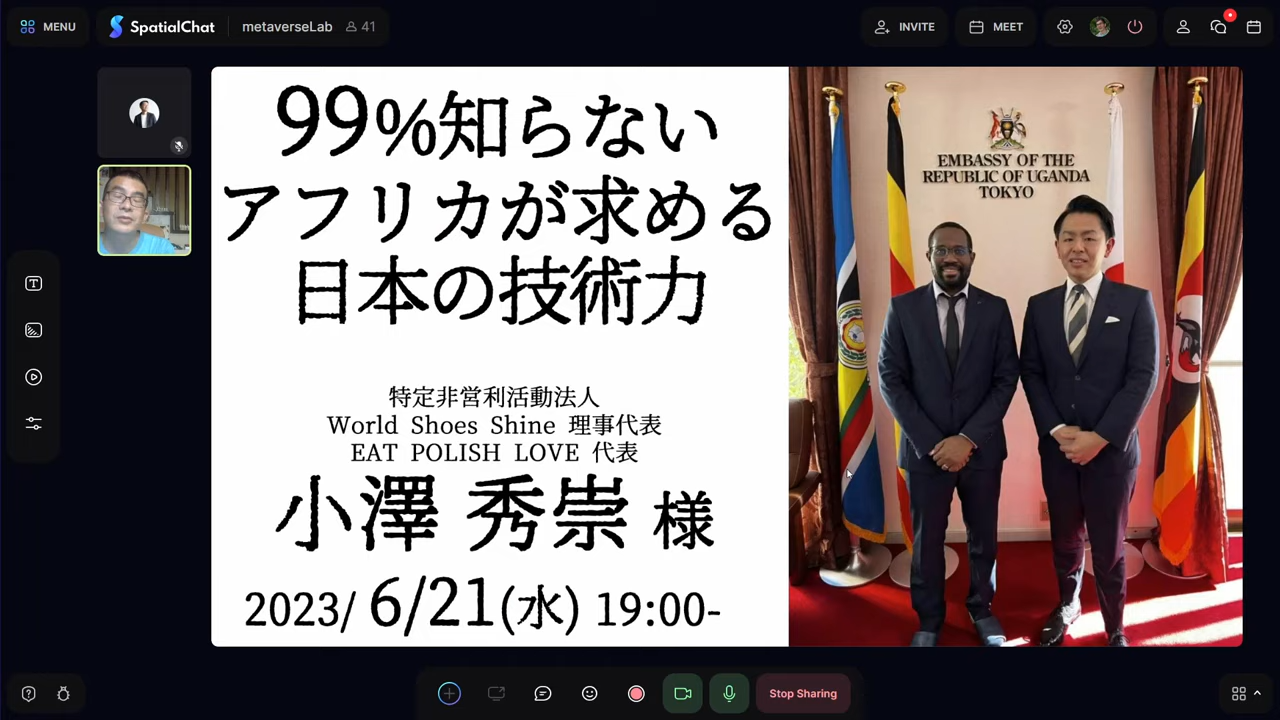 MENU
SpatialChat
metaverseLab
41
INVITE
MEET
99%知らない
アフリカが求める
日本の技術力
特定非営利活動法人
World Shoes Shine 理事代表
EAT POLISH LOVE 代表
小澤 秀崇 様
2023/ 6/21(水) 19:00-
EMBASSY OF THE
REPUBLIC OF UGANDA
TOKYO
Stop Sharing